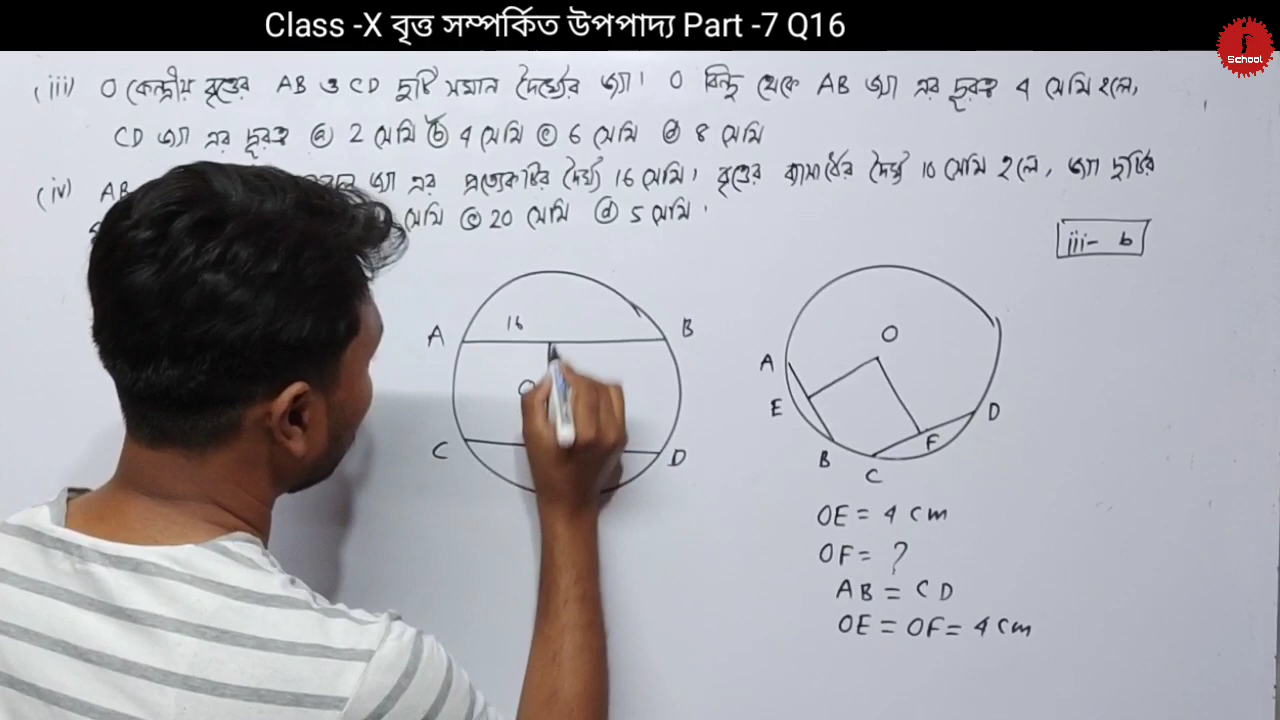 Class -X বৃত্ত সম্পর্কিত উপপাদ্য Part -7 Q16
School
(iii) O কেন্দ্রীয় বৃত্তের AB ও CD দুটি সমান দৈর্ঘ্যের জ্যা। O বিন্দু থেকে AB জ্যা এর দূরত্ব 4 সেমি হলে,
CD জ্যা এর দূরত্ব (a) 2 সেমি (b) 4 সেমি (c) 6 সেমি (d) 8 সেমি
(iv) AB জ্যা এর প্রত্যেকটির দৈর্ঘ্য 16 সেমি। বৃত্তের ব্যাসার্ধের দৈর্ঘ্য 10 সেমি হলে, জ্যা দুটির
সেমি (c) 20 সেমি (d) 5 সেমি।
iii- b
A 16 B
O
C D
O
A
E D
F
B
C
OE = 4 cm
OF = ?
AB = CD
OE = OF = 4 cm